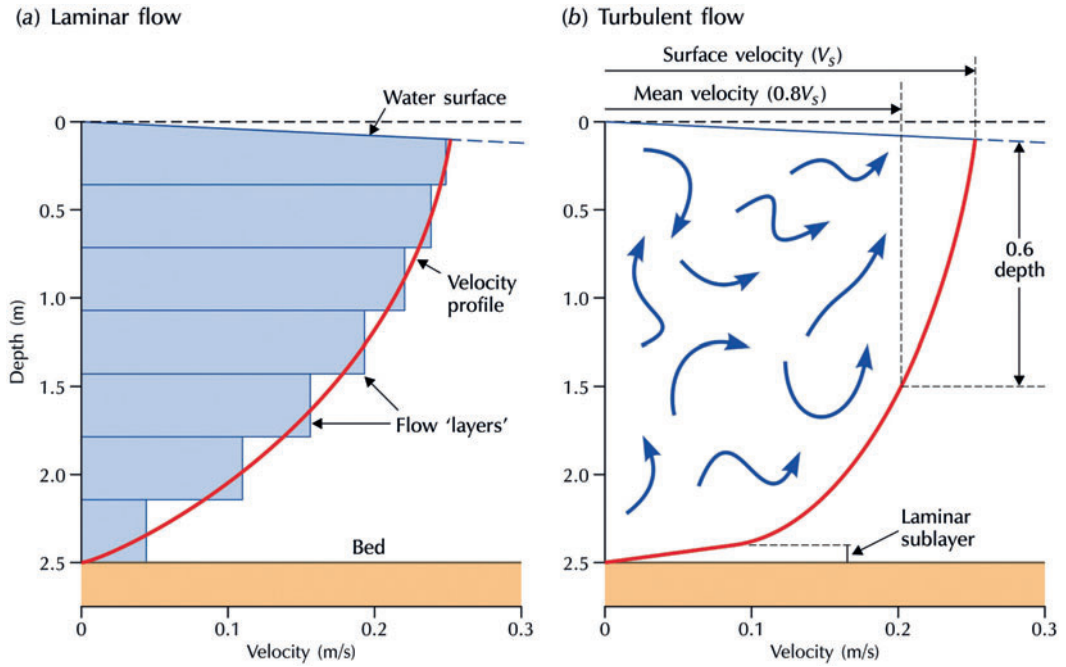 (a) Laminar flow
Water surface
0
0.5
1.0
1.5
2.0
2.5
Depth (m)
Velocity
profile
Flow ‘layers’
Bed
0
0.1
0.2
0.3
Velocity (m/s)
(b) Turbulent flow
Surface velocity (Vₛ)
Mean velocity (0.8Vₛ)
0
0.5
1.0
1.5
2.0
2.5
0.6
depth
Laminar
sublayer
0
0.1
0.2
0.3
Velocity (m/s)